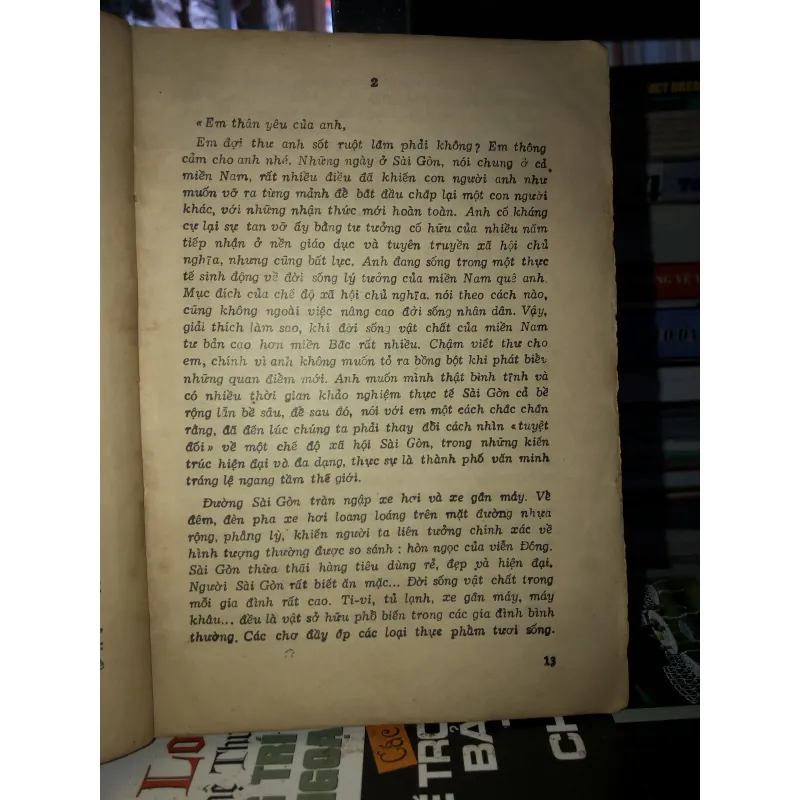 2
« Em thân yêu của anh,
Em đợi thư anh sốt ruột lắm phải không? Em thông
cảm cho anh nhé. Những ngày ở Sài Gòn, nói chung ở cả
miền Nam, rất nhiều điều đã khiến con người anh như
muốn vỡ ra từng mảnh để bắt đầu chắp lại một con người
khác, với những nhận thức mới hoàn toàn. Anh cố kháng
cự lại sự tan vỡ ấy bằng tư tưởng cố hữu của nhiều năm
tiếp nhận ở nền giáo dục và tuyên truyền xã hội chủ
nghĩa, nhưng cũng bất lực. Anh đang sống trong một thực
tế sinh động về đời sống lý tưởng của miền Nam quê anh.
Mục đích của chế độ xã hội chủ nghĩa. nói theo cách nào,
cũng không ngoài việc nâng cao đời sống nhân dân. Vậy,
giải thích làm sao, khi đời sống vật chất của miền Nam
tư bản cao hơn miền Bắc rất nhiều. Chậm viết thư cho
em, chính vì anh không muốn tỏ ra bồng bột khi phát biểu
những quan điểm mới. Anh muốn mình thật bình tĩnh và
có nhiều thời gian khảo nghiệm thực tế Sài Gòn cả bề
rộng lẫn bề sâu, để sau đó, nói với em một cách chắc chắn
rằng, đã đến lúc chúng ta phải thay đổi cách nhìn «tuyệt
đối» về một chế độ xã hội Sài Gòn, trong những kiến
trúc hiện đại và đa dạng, thực sự là thành phố văn minh
tráng lệ ngang tầm thế giới.
Đường Sài Gòn tràn ngập xe hơi và xe gắn máy. Về
đêm, đèn pha xe hơi loang loáng trên mặt đường nhựa
rộng, phẳng lỳ, khiến người ta liên tưởng chính xác về
hình tượng thường được so sánh : hòn ngọc của viễn Đông.
Sài Gòn thừa thãi hàng tiêu dùng rẻ, đẹp và hiện đại.
Người Sài Gòn rất biết ăn mặc... Đời sống vật chất trong
mỗi gia đình rất cao. Ti-vi, tủ lạnh, xe gắn máy, máy
khâu... đều là vật sở hữu phổ biến trong các gia đình bình
thường. Các chợ đầy ốp các loại thực phẩm tươi sống.
13